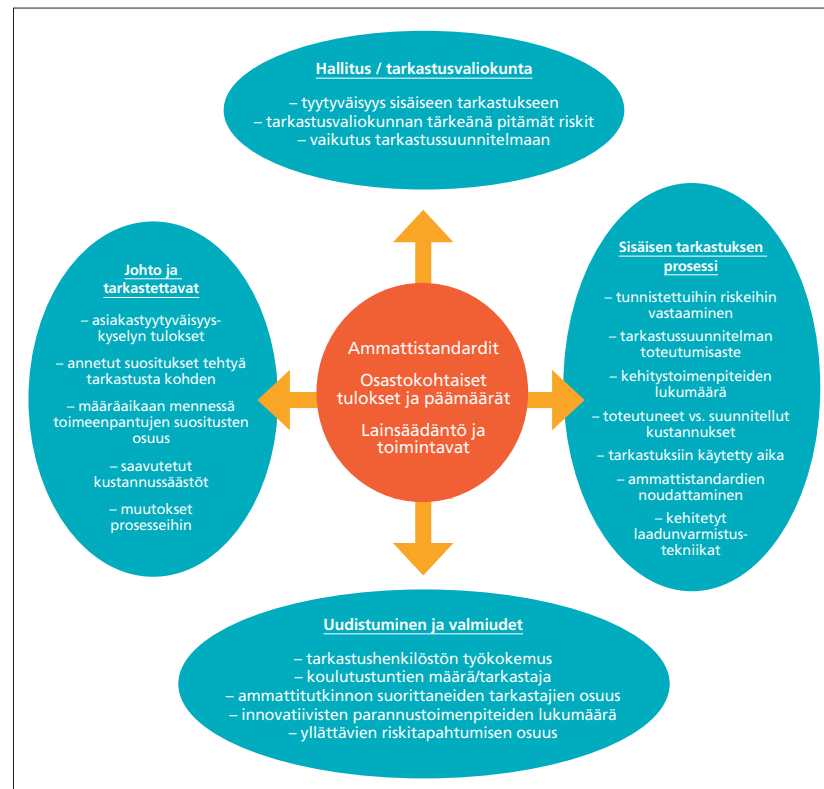 Hallitus / tarkastusvaliokunta
– tyytyväisyys sisäiseen tarkastukseen
– tarkastusvaliokunnan tärkeänä pitämät riskit
– vaikutus tarkastussuunnitelmaan
Johto ja
tarkastettavat
– asiakastyytyväisyys-
kyselyn tulokset
– annetut suositukset tehtyä
tarkastusta kohden
– määräaikaan mennessä
toimeenpantujen suositusten
osuus
– saavutetut
kustannussäästöt
– muutokset
prosesseihin
Ammattistandardit
Osastokohtaiset
tulokset ja päämäärät
Lainsäädäntö ja
toimintavat
Sisäisen tarkastuksen
prosessi
– tunnistettuihin riskeihin
vastaaminen
– tarkastussuunnitelman
toteutumisaste
– kehitystoimenpiteiden
lukumäärä
– toteutuneet vs. suunnitellut
kustannukset
– tarkastuksiin käytetty aika
– ammattistandardien
noudattaminen
– kehitetyt
laadunvarmistus-
tekniikat
Uudistuminen ja valmiudet
– tarkastushenkilöstön työkokemus
– koulutustuntien määrä/tarkastaja
– ammattitutkinnon suorittaneiden tarkastajien osuus
– innovatiivisten parannustoimenpiteiden lukumäärä
– yllättävien riskitapahtumisen osuus